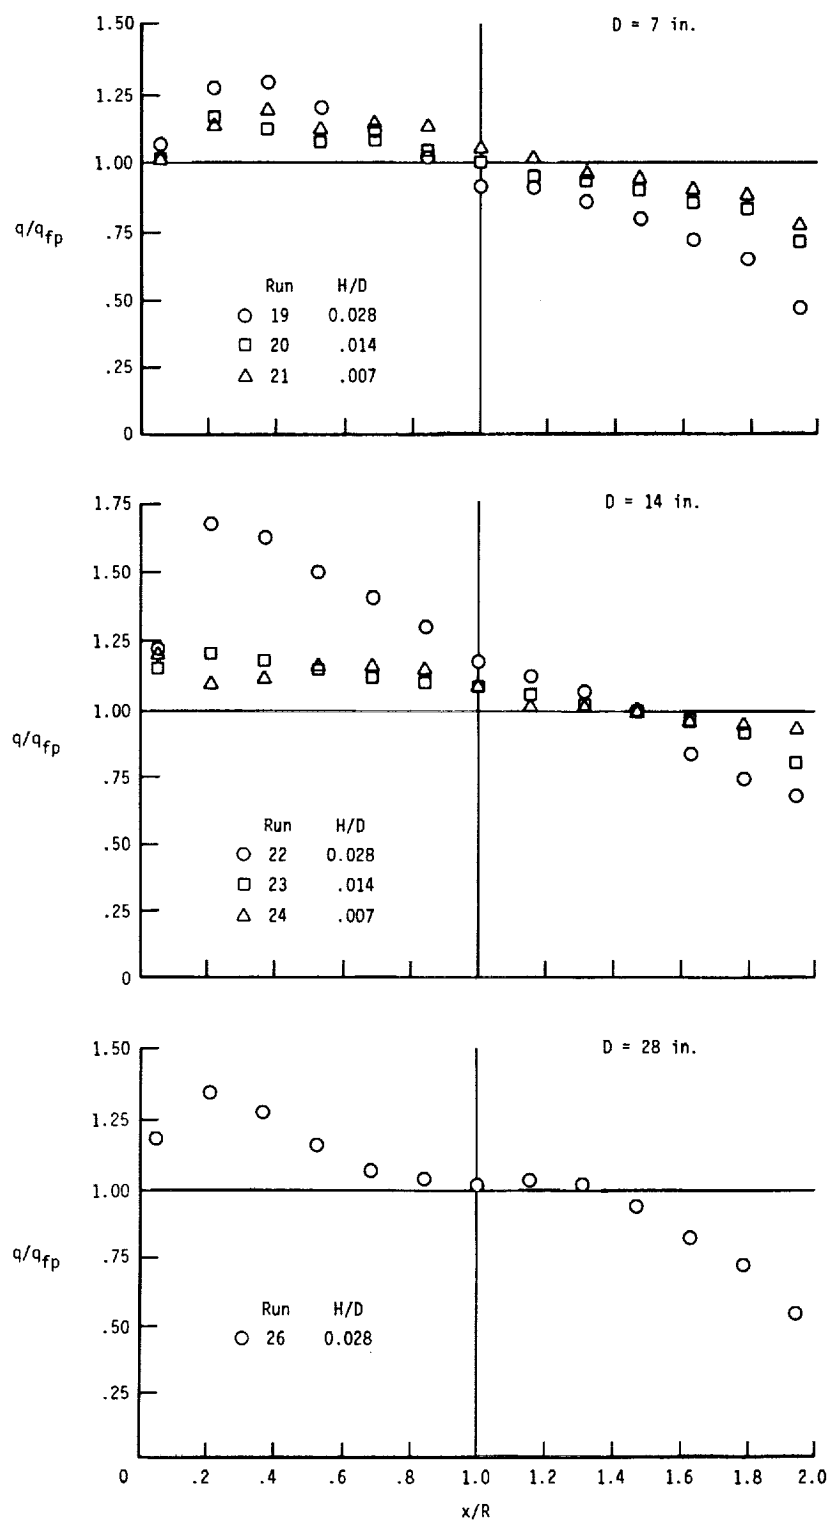 D = 7 in.
1.50
1.25
1.00
.75
.50
.25
0
q/qfp
Run H/D
19 0.028
20 .014
21 .007
D = 14 in.
1.75
1.50
1.25
1.00
.75
.50
.25
0
q/qfp
Run H/D
22 0.028
23 .014
24 .007
D = 28 in.
1.50
1.25
1.00
.75
.50
.25
q/qfp
Run H/D
26 0.028
0 .2 .4 .6 .8 1.0 1.2 1.4 1.6 1.8 2.0
x/R